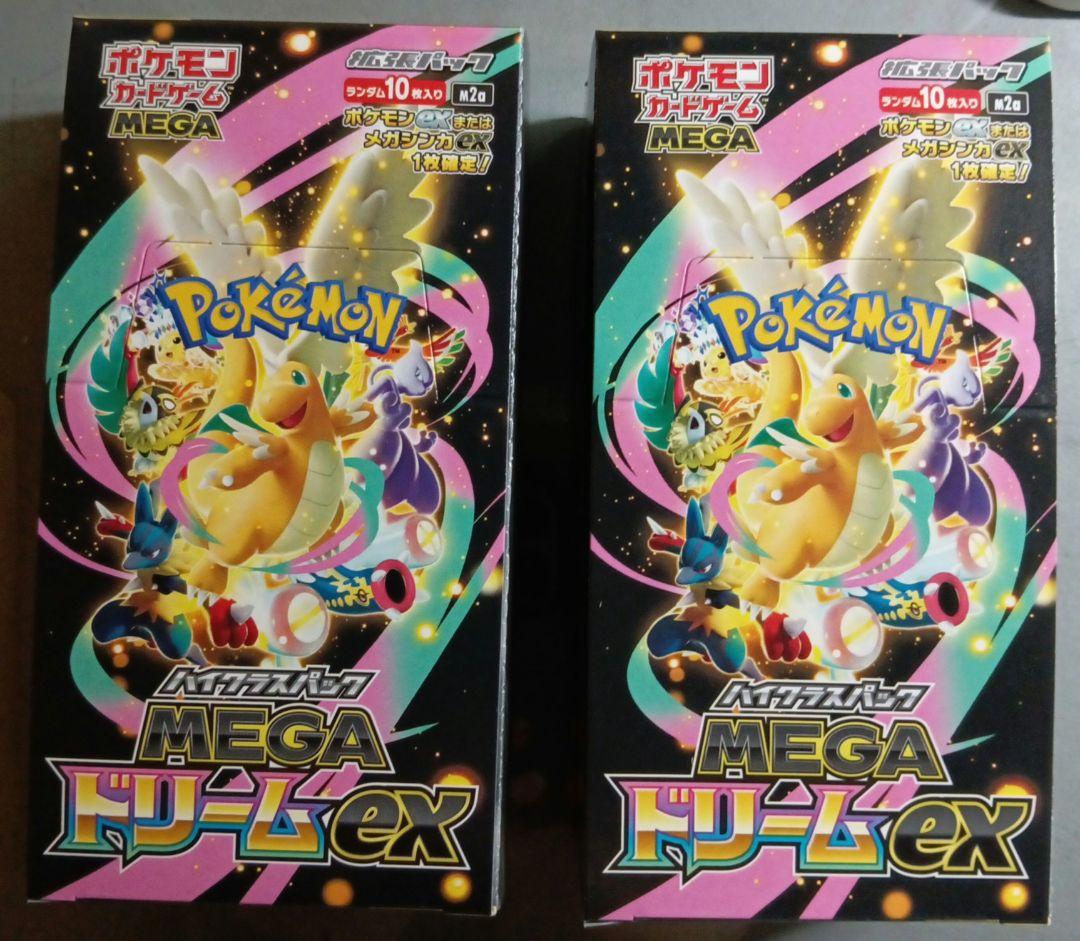 ポケモン
カードゲーム
MEGA
拡張パック
ランダム10枚入り M2a
ポケモンexまたは
メガシンカex
1枚確定!
POKéMON
ハイクラスパック
MEGA
ドリームex
ポケモン
カードゲーム
MEGA
拡張パック
ランダム10枚入り M2a
ポケモンexまたは
メガシンカex
1枚確定!
POKéMON
ハイクラスパック
MEGA
ドリームex